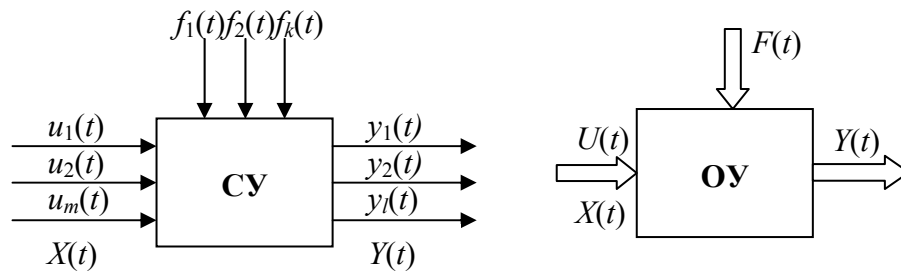 f₁(t)f₂(t)fₖ(t)
u₁(t)
u₂(t)
uₘ(t)
X(t)
СУ
y₁(t)
y₂(t)
yₗ(t)
Y(t)
F(t)
U(t)
X(t)
ОУ
Y(t)